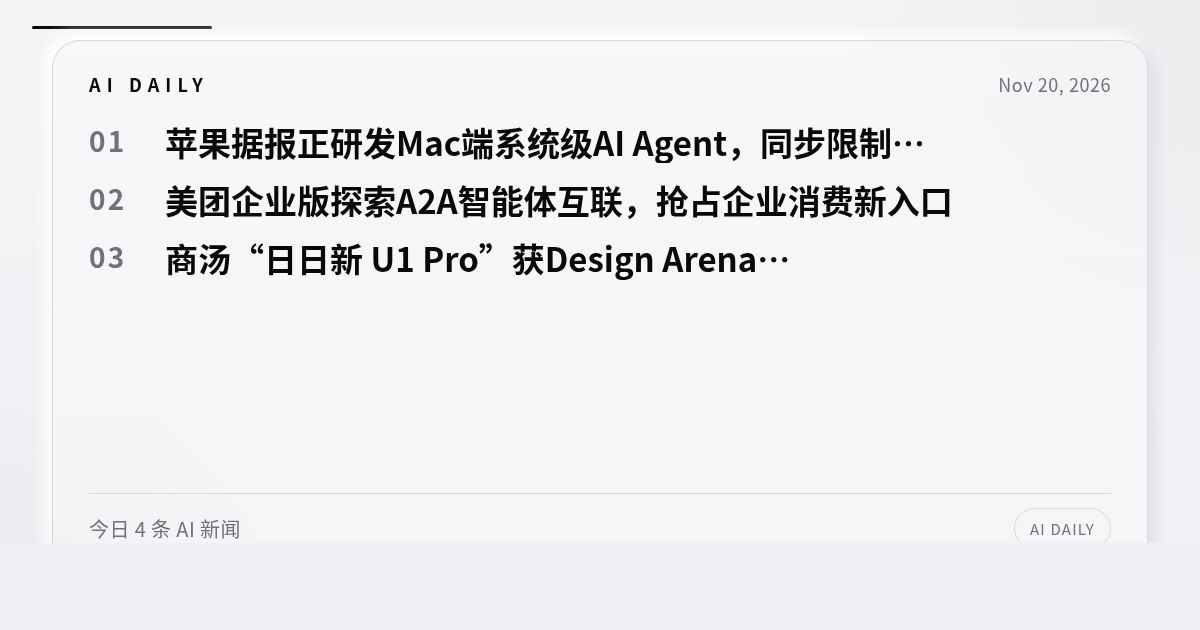 AI DAILY
Nov 20, 2026
01 苹果据报正研发Mac端系统级AI Agent，同步限制…
02 美团企业版探索A2A智能体互联，抢占企业消费新入口
03 商汤“日日新 U1 Pro”获Design Arena…
今日 4 条 AI 新闻
AI DAILY